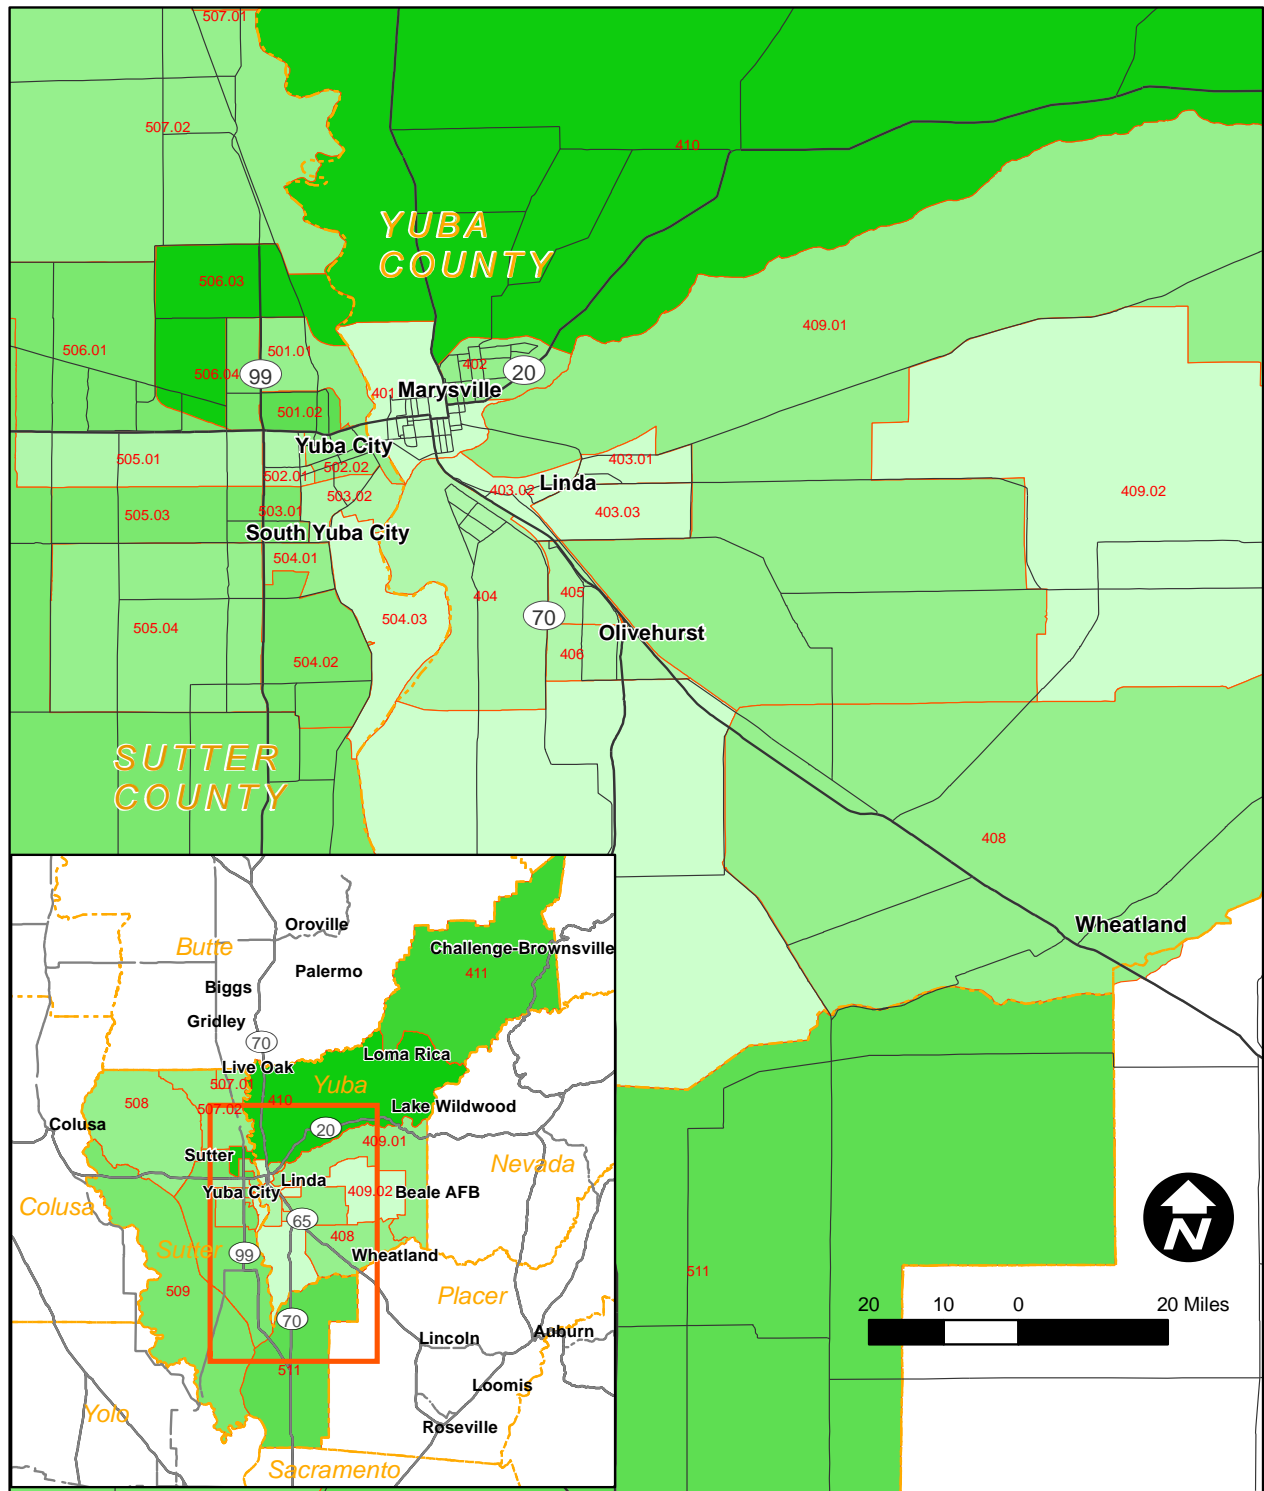 507.01
507.02
410
YUBA
COUNTY
506.03
409.01
506.01
501.01
402
506.04
99
20
401
Marysville
409.02
501.02
Yuba City
505.01
502.02
403.01
502.01
Linda
403.02
503.02
505.03
503.01
403.03
South Yuba City
504.01
404
405
504.03
70
505.04
Olivehurst
504.02
406
SUTTER
COUNTY
408
Wheatland
511
20 10 0 20 Miles
N
Oroville
Butte
Challenge-Brownsville
411
Palermo
Biggs
Gridley
70
Loma Rica
Live Oak
507.01
Yuba
410
508
507.02
Lake Wildwood
Colusa
20
409.01
Sutter
Nevada
Linda
Yuba City
409.02
Beale AFB
Colusa
65
408
Sutter
99
Wheatland
509
Placer
70
Lincoln
Auburn
511
Loomis
Yolo
Roseville
Sacramento